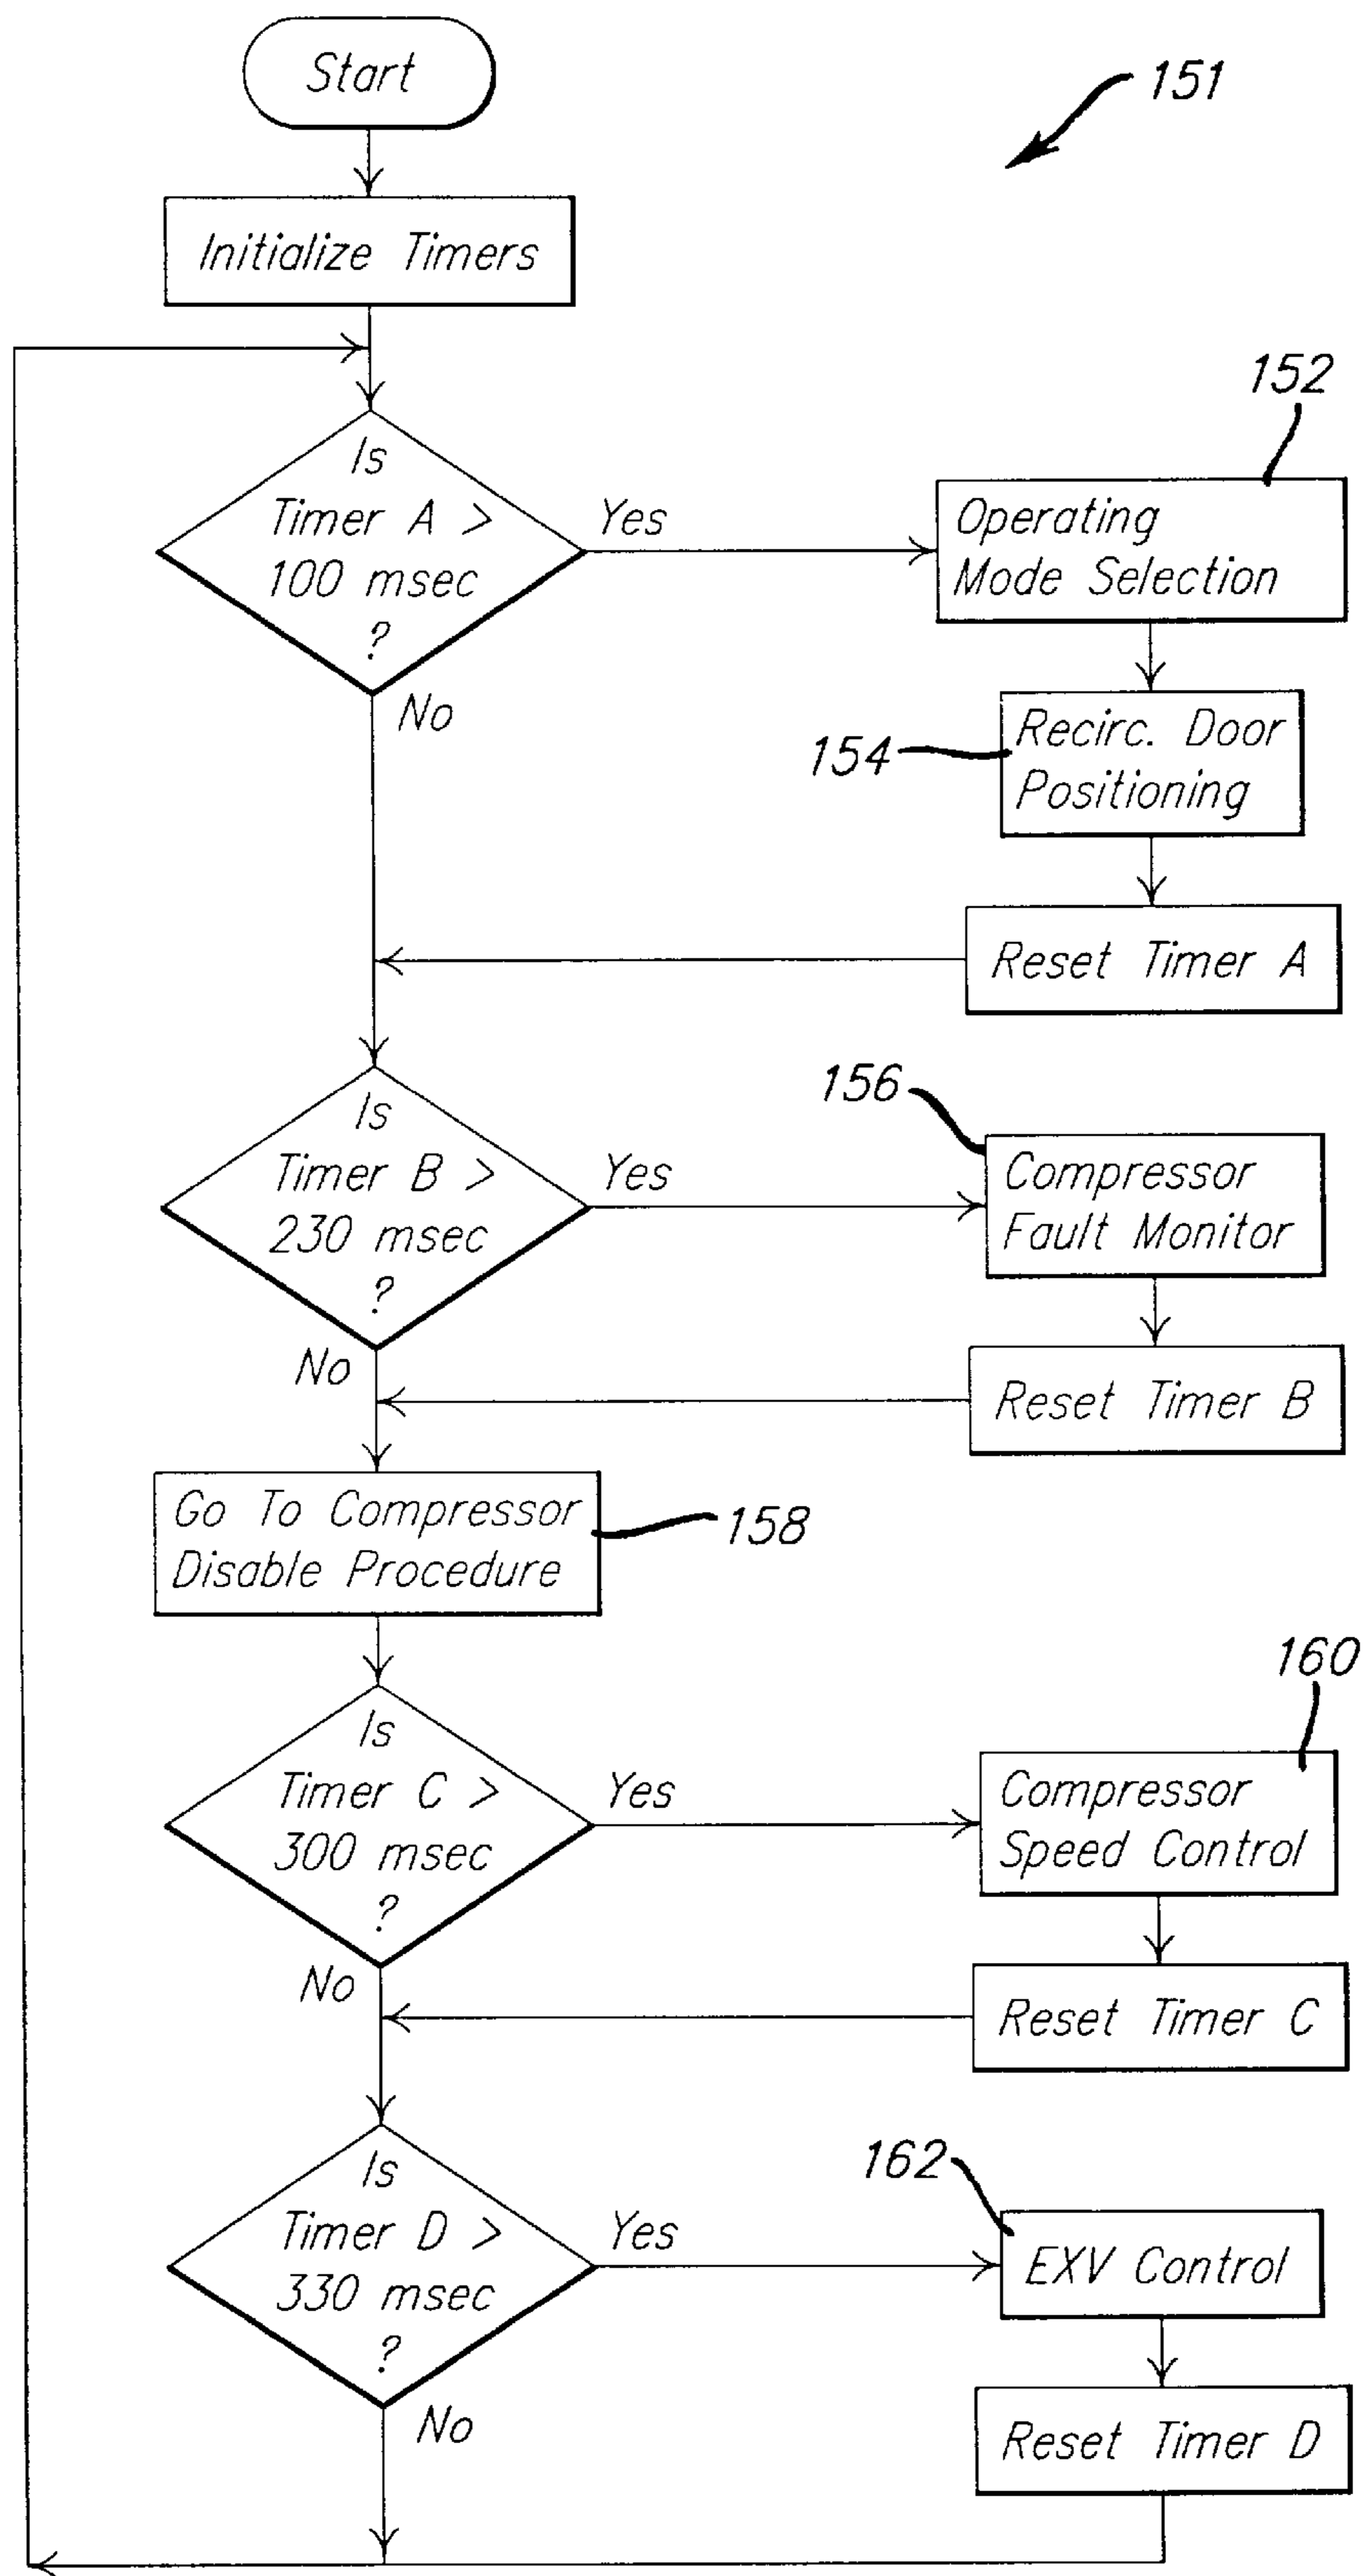 Start
151
Initialize Timers
152
Is
Timer A >
100 msec
?
Yes
No
Operating
Mode Selection
154
Recirc. Door
Positioning
Reset Timer A
156
Is
Timer B >
230 msec
?
Yes
No
Compressor
Fault Monitor
Reset Timer B
Go To Compressor
Disable Procedure
158
160
Is
Timer C >
300 msec
?
Yes
No
Compressor
Speed Control
Reset Timer C
162
Is
Timer D >
330 msec
?
Yes
No
EXV Control
Reset Timer D